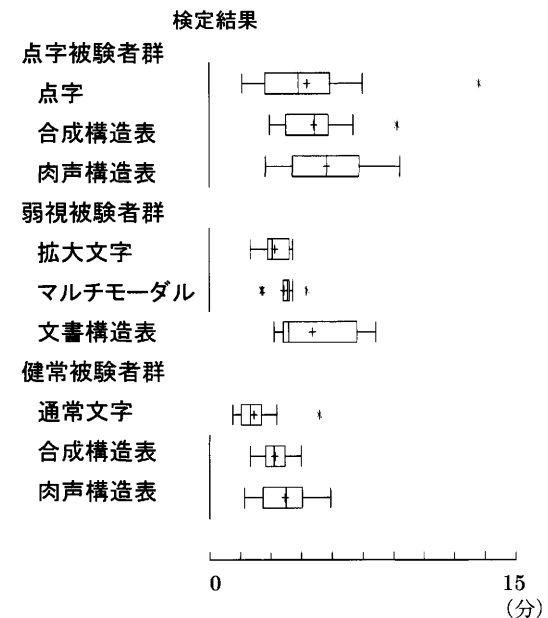 検定結果
点字被験者群
点字
合成構造表
肉声構造表
弱視被験者群
拡大文字
マルチモーダル
文書構造表
健常被験者群
通常文字
合成構造表
肉声構造表
0 15
(分)